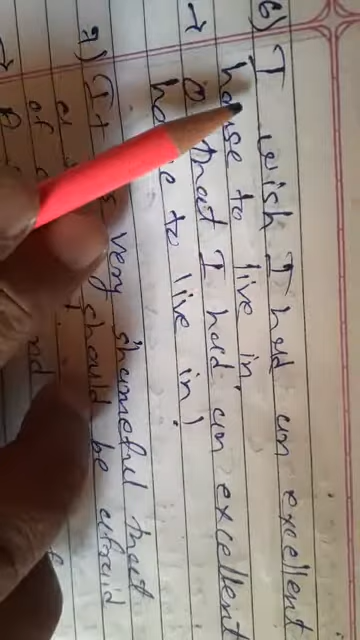 6) I wish I had an excellent
house to live in.
→ O that I had an excellent
house to live in!
7) It is very shameful that
should be afraid
of